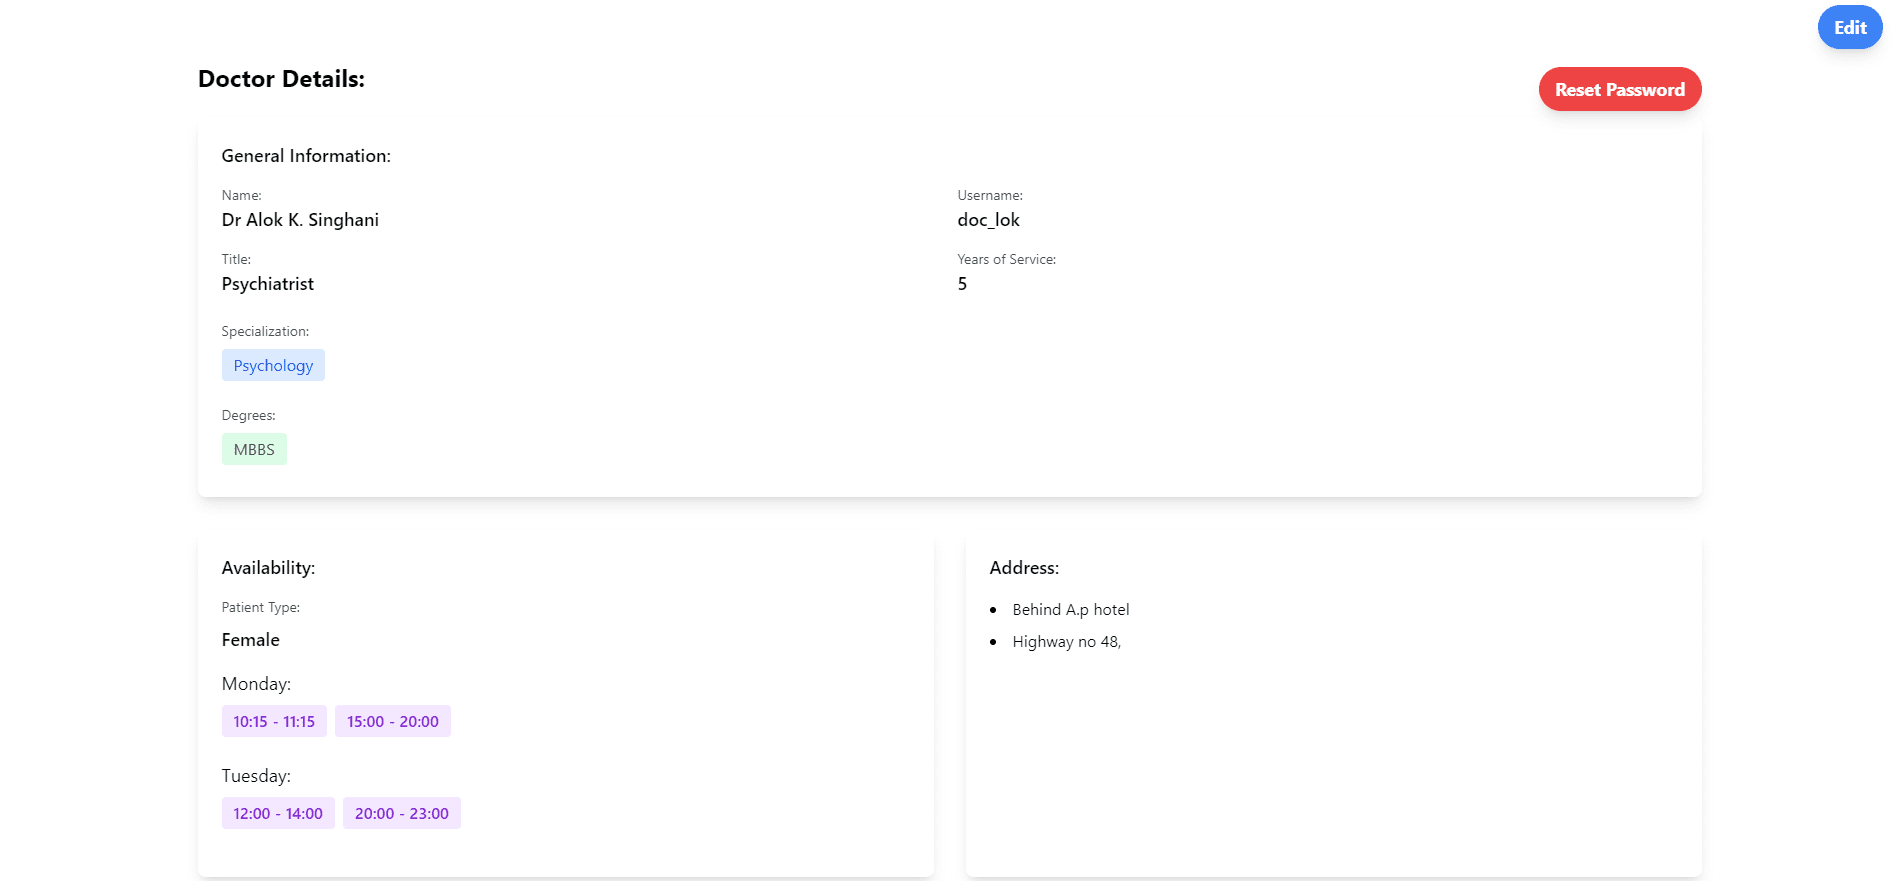 Edit
Doctor Details:
Reset Password
General Information:
Name:
Dr Alok K. Singhani
Username:
doc_lok
Title:
Psychiatrist
Years of Service:
5
Specialization:
Psychology
Degrees:
MBBS
Availability:
Patient Type:
Female
Monday:
10:15 - 11:15 15:00 - 20:00
Tuesday:
12:00 - 14:00 20:00 - 23:00
Address:
• Behind A.p hotel
• Highway no 48,